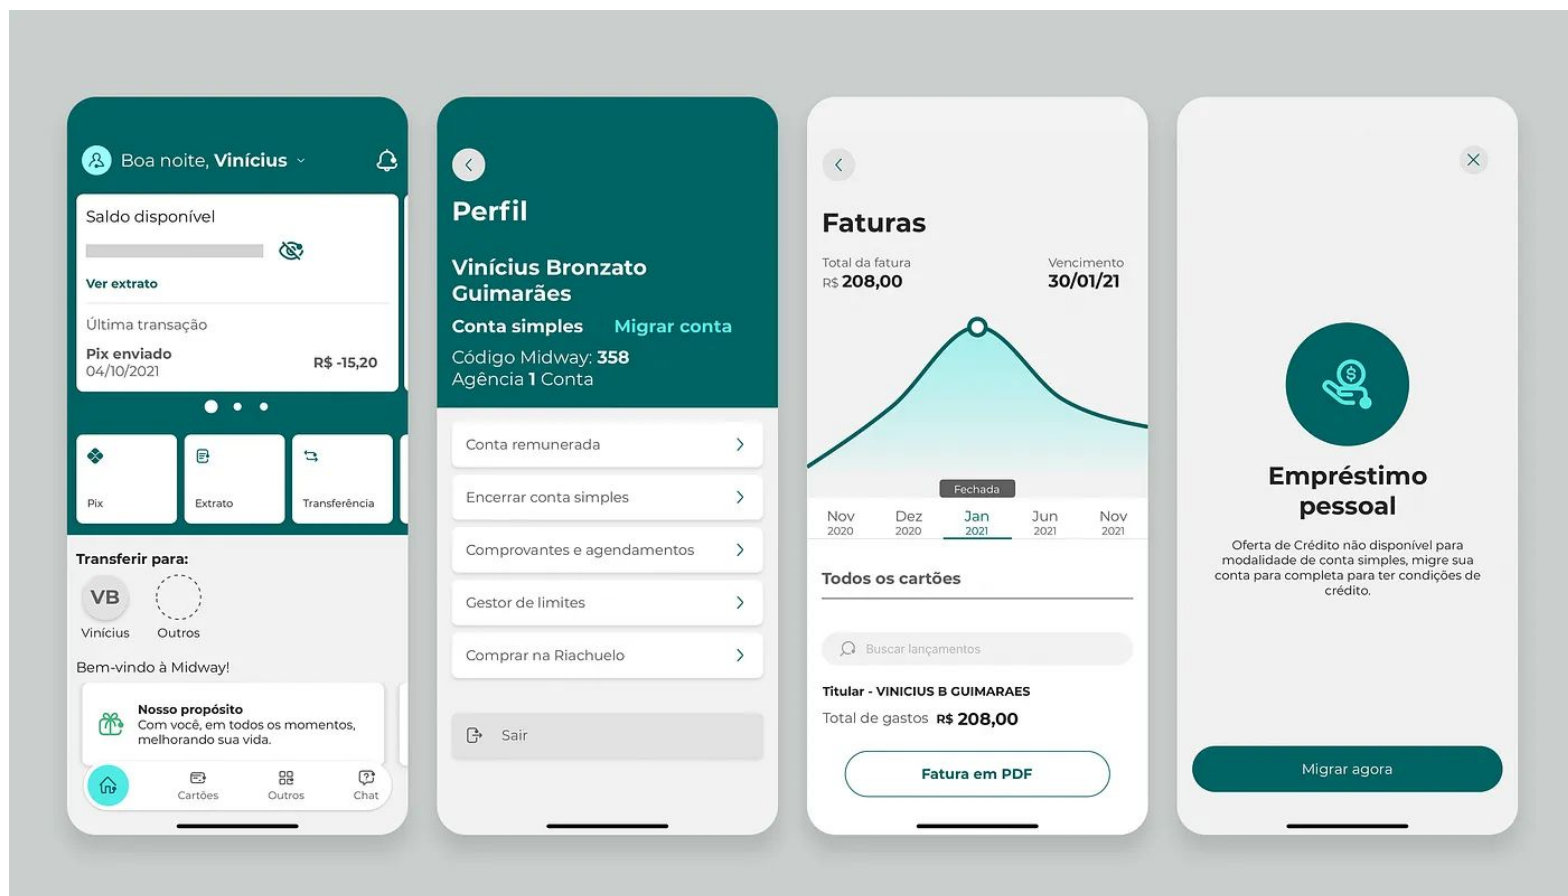 Boa noite, Vinícius
Saldo disponível
Ver extrato
Última transação
Pix enviado
R$ -15,20
04/10/2021
Pix
Extrato
Transferência
Transferir para:
VB
Vinícius
Outros
Bem-vindo à Midway!
Nosso propósito
Com você, em todos os momentos,
melhorando sua vida.
Cartões
Outros
Chat
Perfil
Vinícius Bronzato
Guimarães
Conta simples Migrar conta
Código Midway: 358
Agência 1 Conta
Conta remunerada
Encerrar conta simples
Comprovantes e agendamentos
Gestor de limites
Comprar na Riachuelo
Sair
Faturas
Total da fatura
R$ 208,00
Vencimento
30/01/21
Fechada
Nov Dez Jan Jun Nov
2020 2020 2021 2021 2021
Todos os cartões
Buscar lançamentos
Titular - VINICIUS B GUIMARAES
Total de gastos R$ 208,00
Fatura em PDF
Empréstimo
pessoal
Oferta de Crédito não disponível para
modalidade de conta simples, migre sua
conta para completa para ter condições de
crédito.
Migrar agora